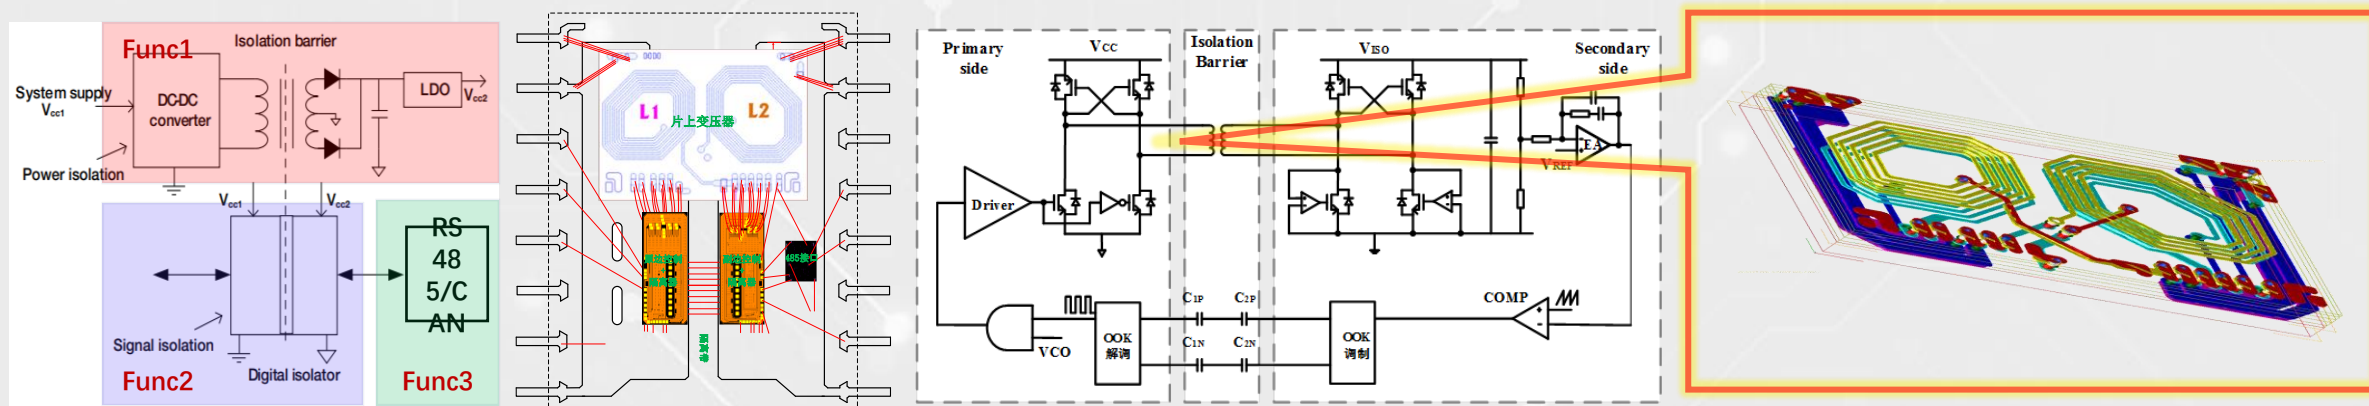 Func1
Isolation barrier
System supply
Vcc1
DC-DC
converter
LDO
Vcc2
Power isolation
Vcc1
Vcc2
RS
48
5/C
AN
Signal isolation
Digital isolator
Func2
Func3
L1
L2
片上变压器
485接口
隔离带
Primary
side
VCC
Isolation
Barrier
VISO
Secondary
side
Driver
EA
VREF
VCO
OOK
解调
C1P
C2P
C1N
C2N
OOK
调制
COMP